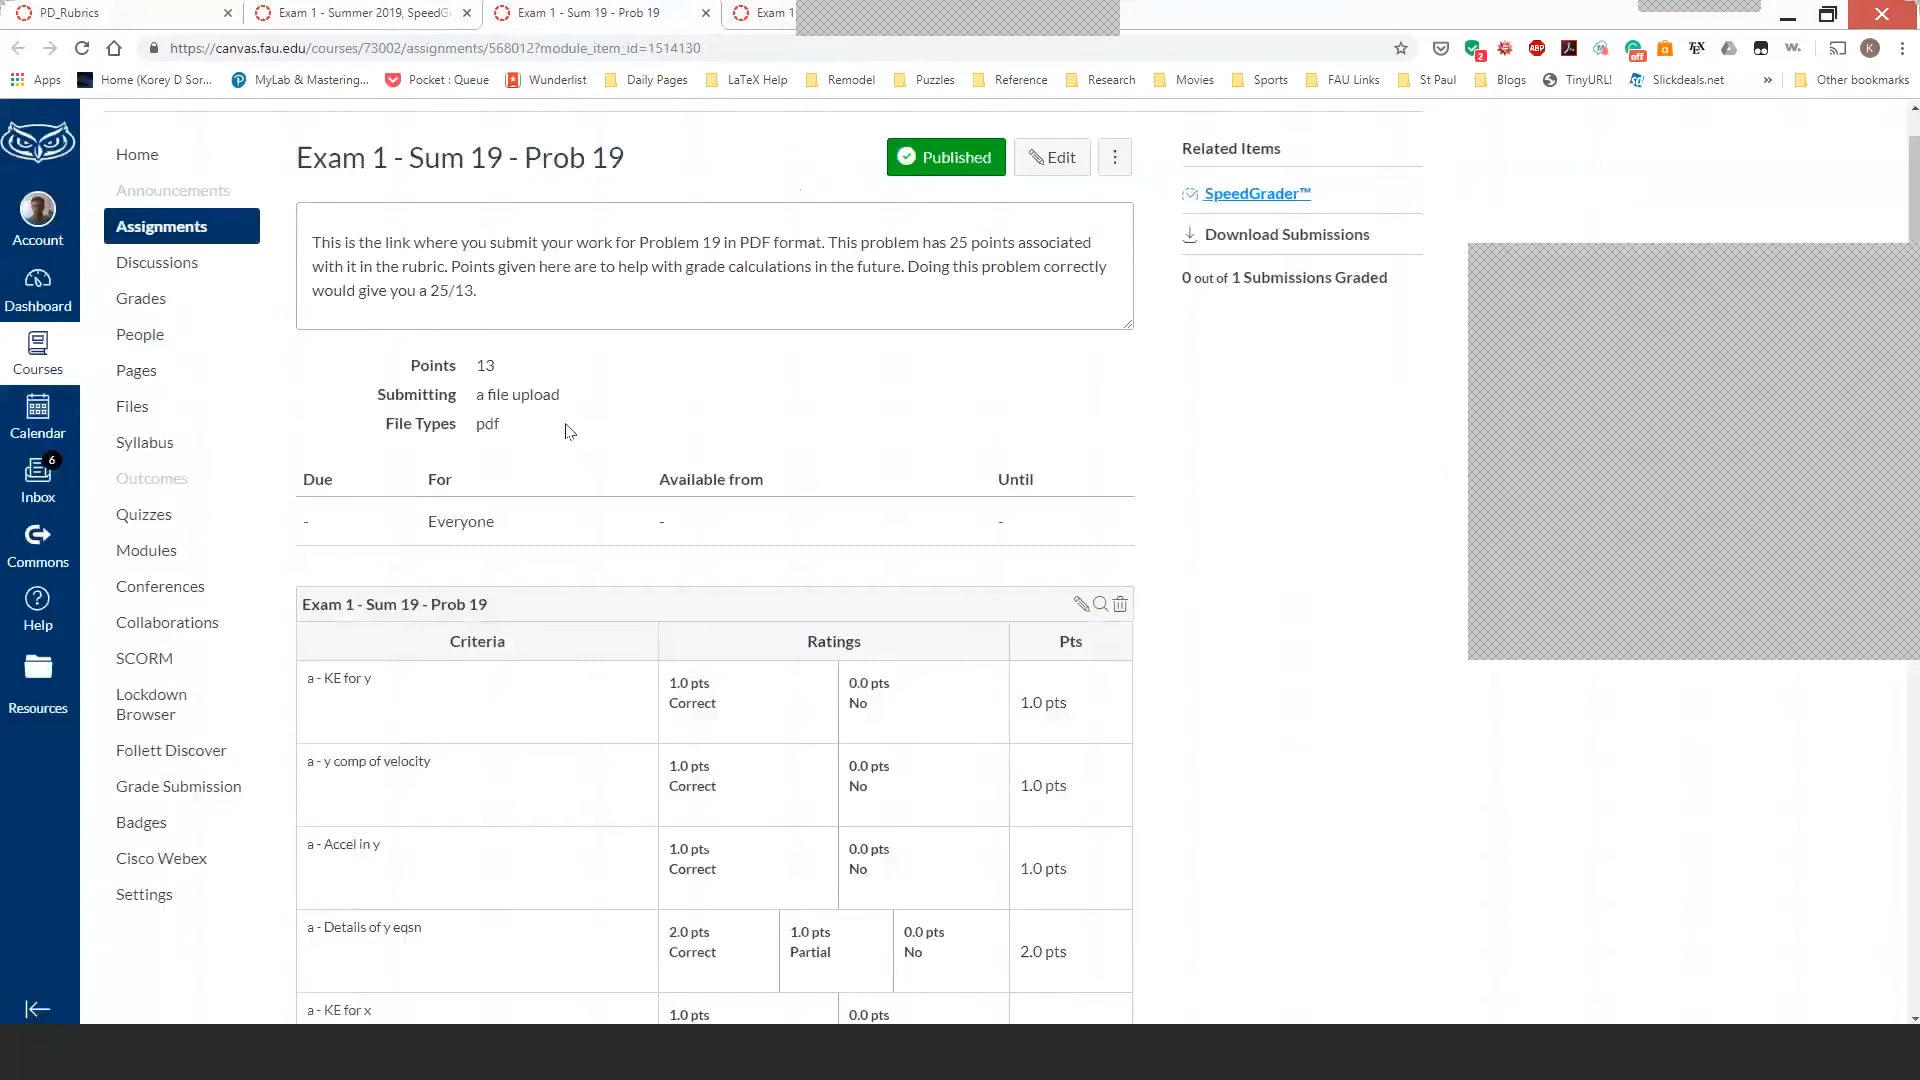 PD_Rubrics
Exam 1 - Summer 2019, SpeedG
Exam 1 - Sum 19 - Prob 19
Exam 1
https://canvas.fau.edu/courses/73002/assignments/568012?module_item_id=1514130
2
ABP
off
TEX
w.
K
Apps
Home (Korey D Sor...
MyLab & Mastering...
Pocket : Queue
Wunderlist
Daily Pages
LaTeX Help
Remodel
Puzzles
Reference
Research
Movies
Sports
FAU Links
St Paul
Blogs
TinyURL!
Slickdeals.net
»
Other bookmarks
Account
Dashboard
Courses
Calendar
6
Inbox
Commons
Help
Resources
Home
Announcements
Assignments
Discussions
Grades
People
Pages
Files
Syllabus
Outcomes
Quizzes
Modules
Conferences
Collaborations
SCORM
Lockdown
Browser
Follett Discover
Grade Submission
Badges
Cisco Webex
Settings
Exam 1 - Sum 19 - Prob 19
Published
Edit
This is the link where you submit your work for Problem 19 in PDF format. This problem has 25 points associated
with it in the rubric. Points given here are to help with grade calculations in the future. Doing this problem correctly
would give you a 25/13.
Points 13
Submitting a file upload
File Types pdf
Due For Available from Until
- Everyone - -
Exam 1 - Sum 19 - Prob 19
Criteria Ratings Pts
a - KE for y
1.0 pts 0.0 pts
Correct No
1.0 pts
a - y comp of velocity
1.0 pts 0.0 pts
Correct No
1.0 pts
a - Accel in y
1.0 pts 0.0 pts
Correct No
1.0 pts
a - Details of y eqsn
2.0 pts 1.0 pts 0.0 pts
Correct Partial No
2.0 pts
a - KE for x
1.0 pts 0.0 pts
Related Items
SpeedGrader™
Download Submissions
0 out of 1 Submissions Graded